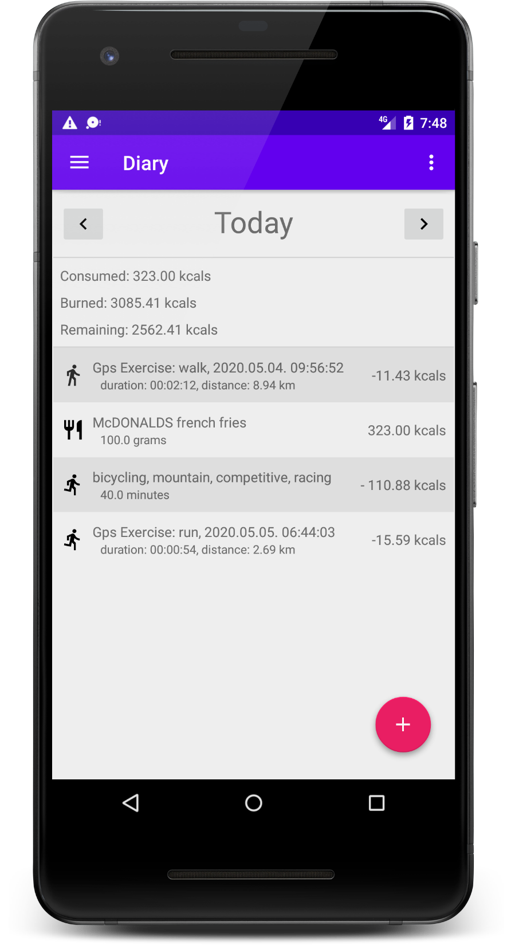 4G 7:48
Diary
Today
Consumed: 323.00 kcals
Burned: 3085.41 kcals
Remaining: 2562.41 kcals
Gps Exercise: walk, 2020.05.04. 09:56:52
-11.43 kcals
duration: 00:02:12, distance: 8.94 km
McDONALDS french fries
323.00 kcals
100.0 grams
bicycling, mountain, competitive, racing
- 110.88 kcals
40.0 minutes
Gps Exercise: run, 2020.05.05. 06:44:03
-15.59 kcals
duration: 00:00:54, distance: 2.69 km